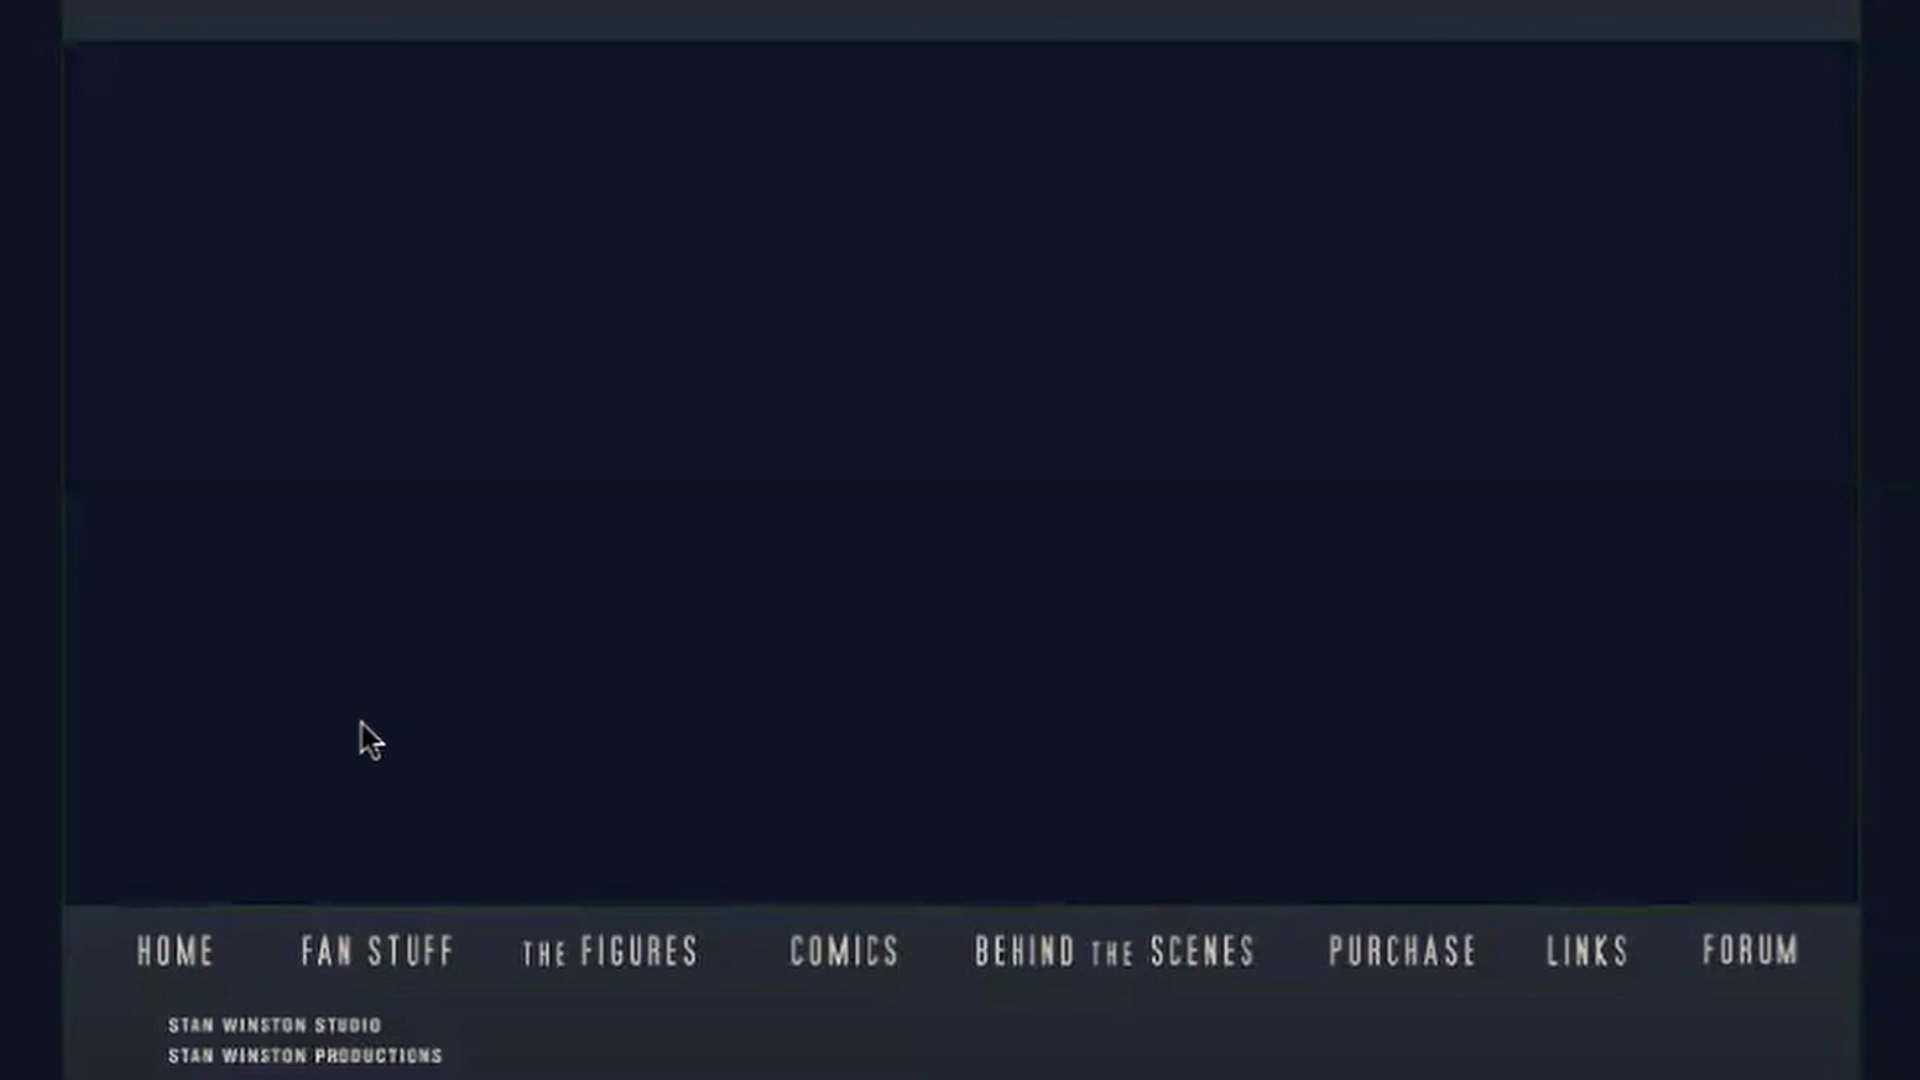 HOME FAN STUFF THE FIGURES COMICS BEHIND THE SCENES PURCHASE LINKS FORUM
STAN WINSTON STUDIO
STAN WINSTON PRODUCTIONS